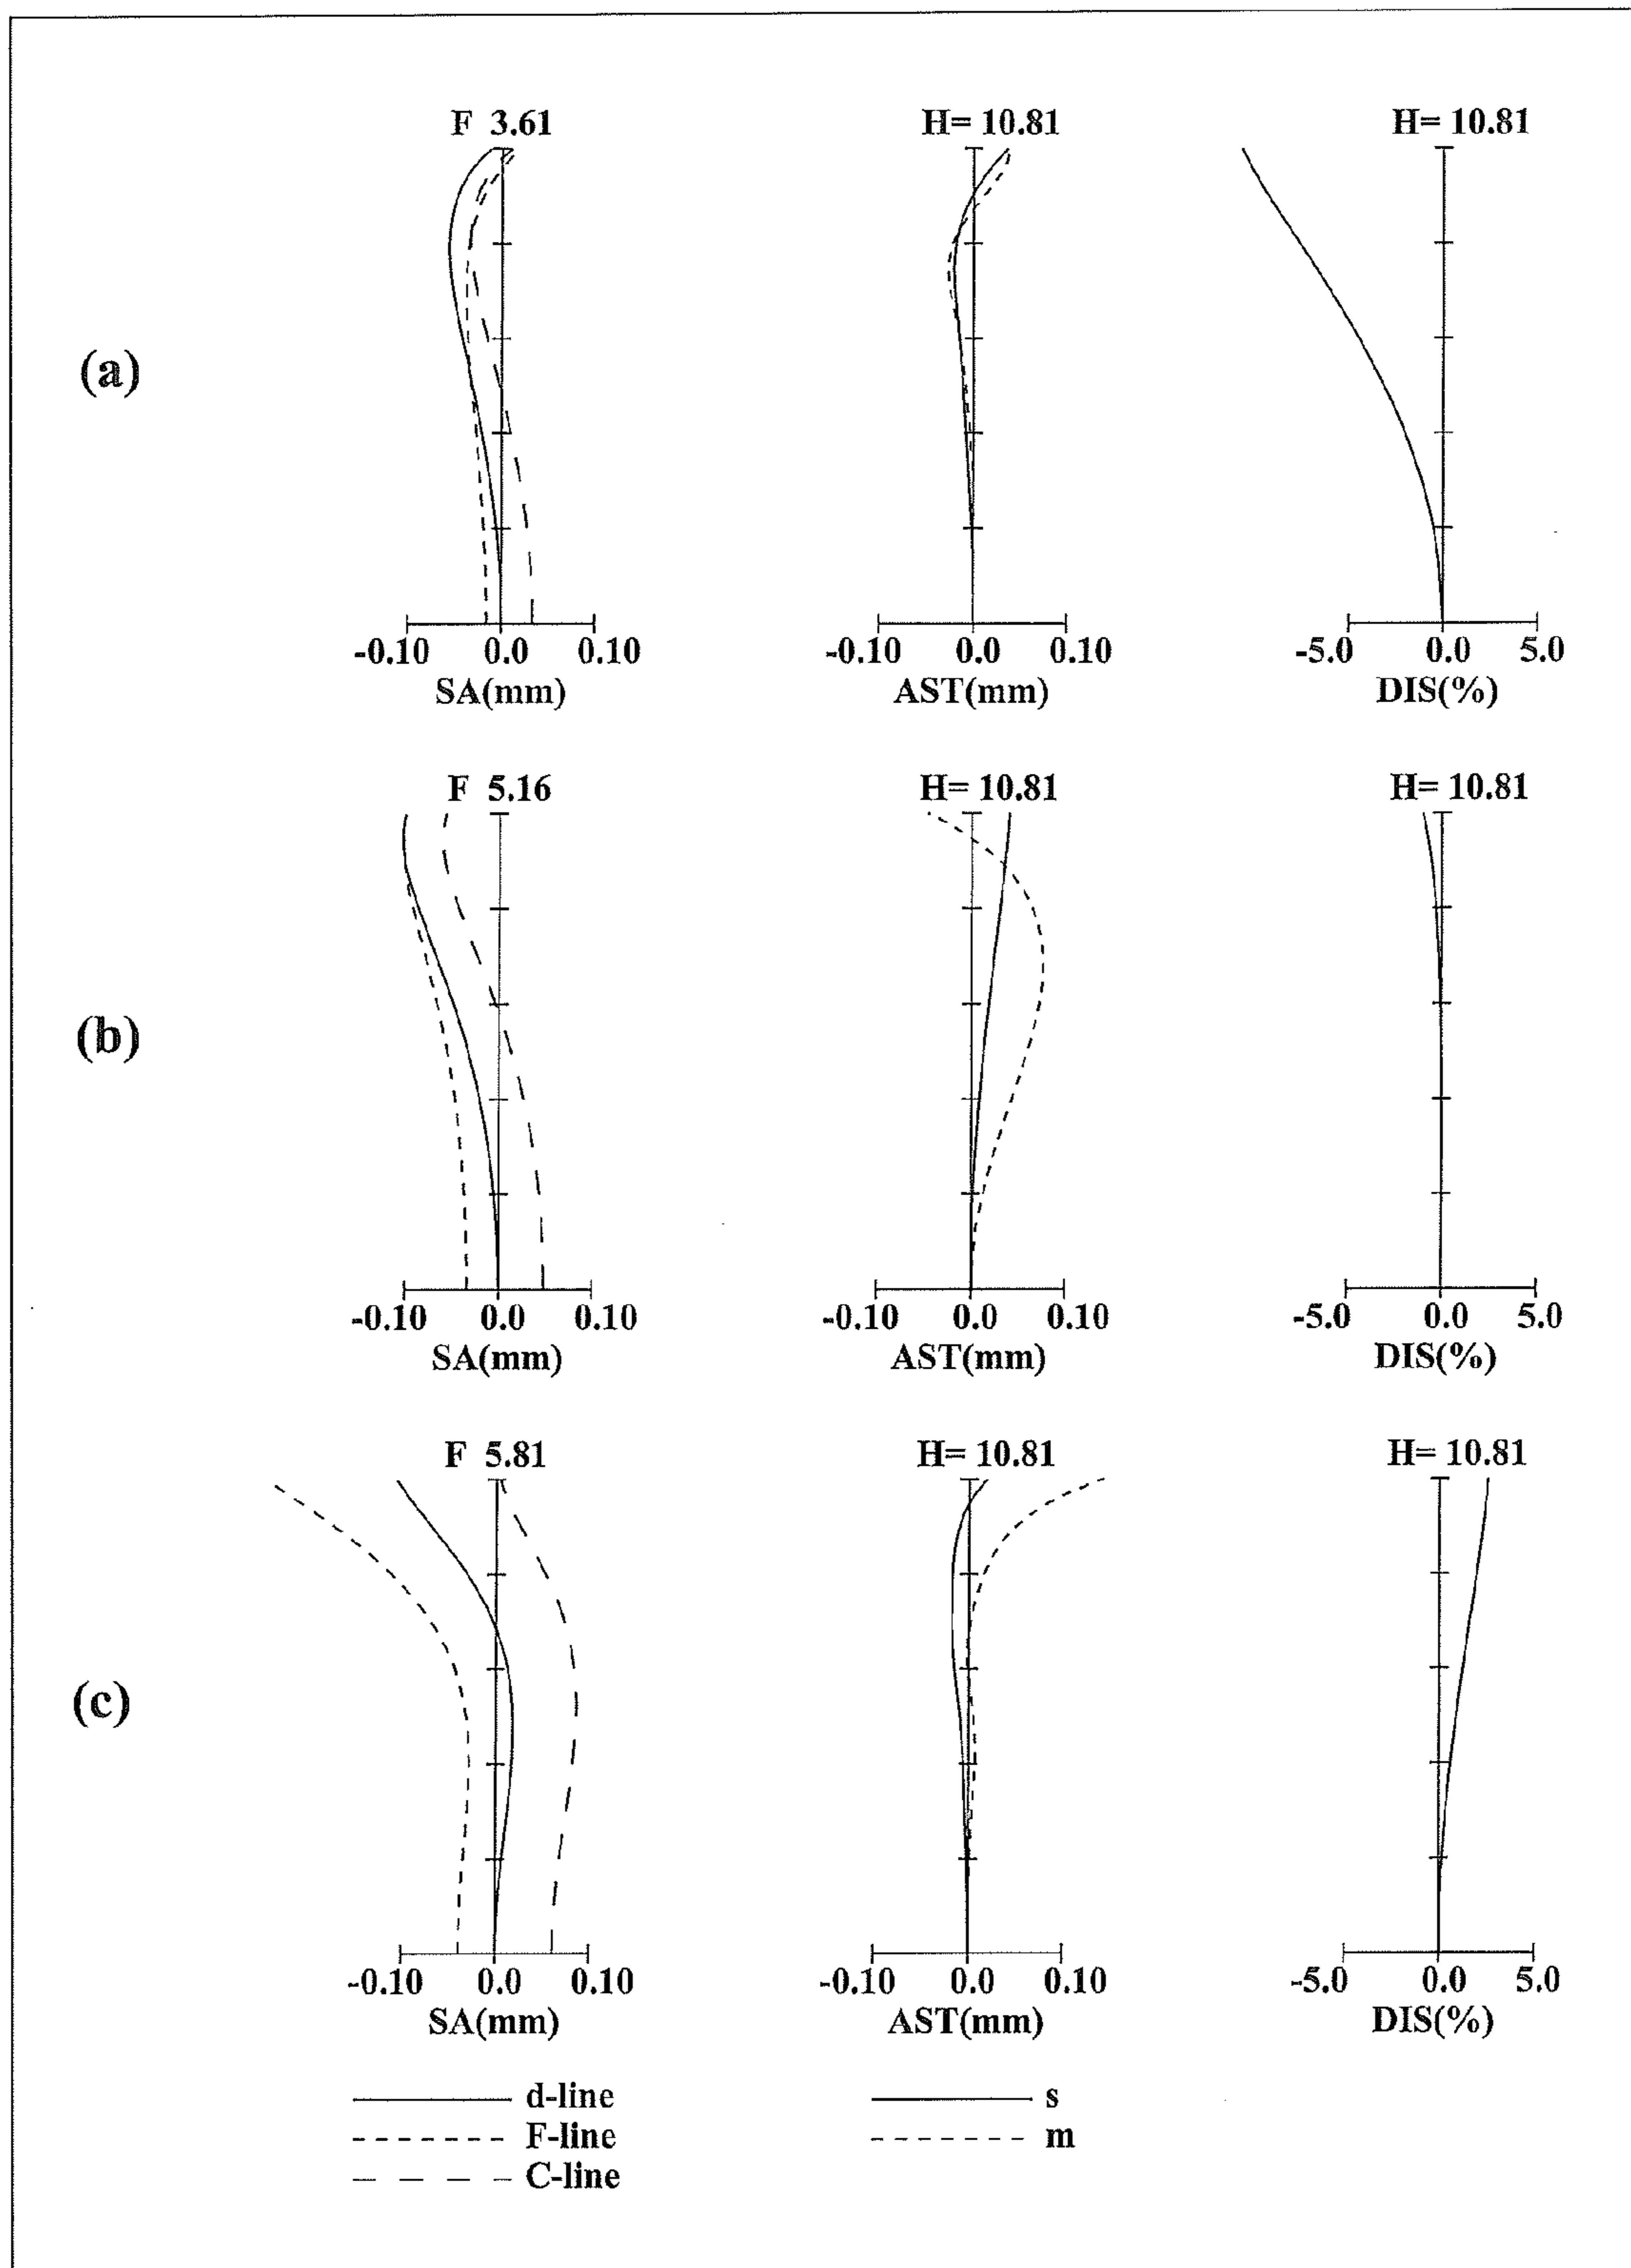 F 3.61 H= 10.81 H= 10.81
(a)
-0.10 0.0 0.10 -0.10 0.0 0.10 -5.0 0.0 5.0
SA(mm) AST(mm) DIS(%)
F 5.16 H= 10.81 H= 10.81
(b)
-0.10 0.0 0.10 -0.10 0.0 0.10 -5.0 0.0 5.0
SA(mm) AST(mm) DIS(%)
F 5.81 H= 10.81 H= 10.81
(c)
-0.10 0.0 0.10 -0.10 0.0 0.10 -5.0 0.0 5.0
SA(mm) AST(mm) DIS(%)
d-line s
F-line m
C-line